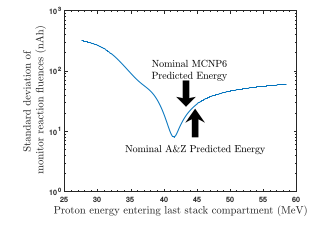 Standard deviation of
monitor reaction fluences (nAh)
10³
10²
10¹
10⁰
Nominal MCNP6
Predicted Energy
Nominal A&Z Predicted Energy
25 30 35 40 45 50 55 60
Proton energy entering last stack compartment (MeV)